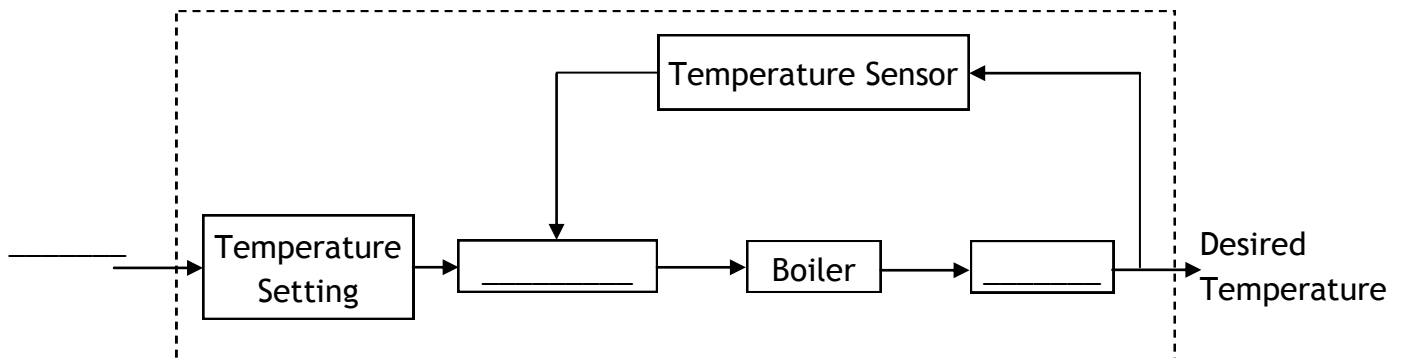 Temperature Sensor
Temperature
Setting
Boiler
Desired
Temperature